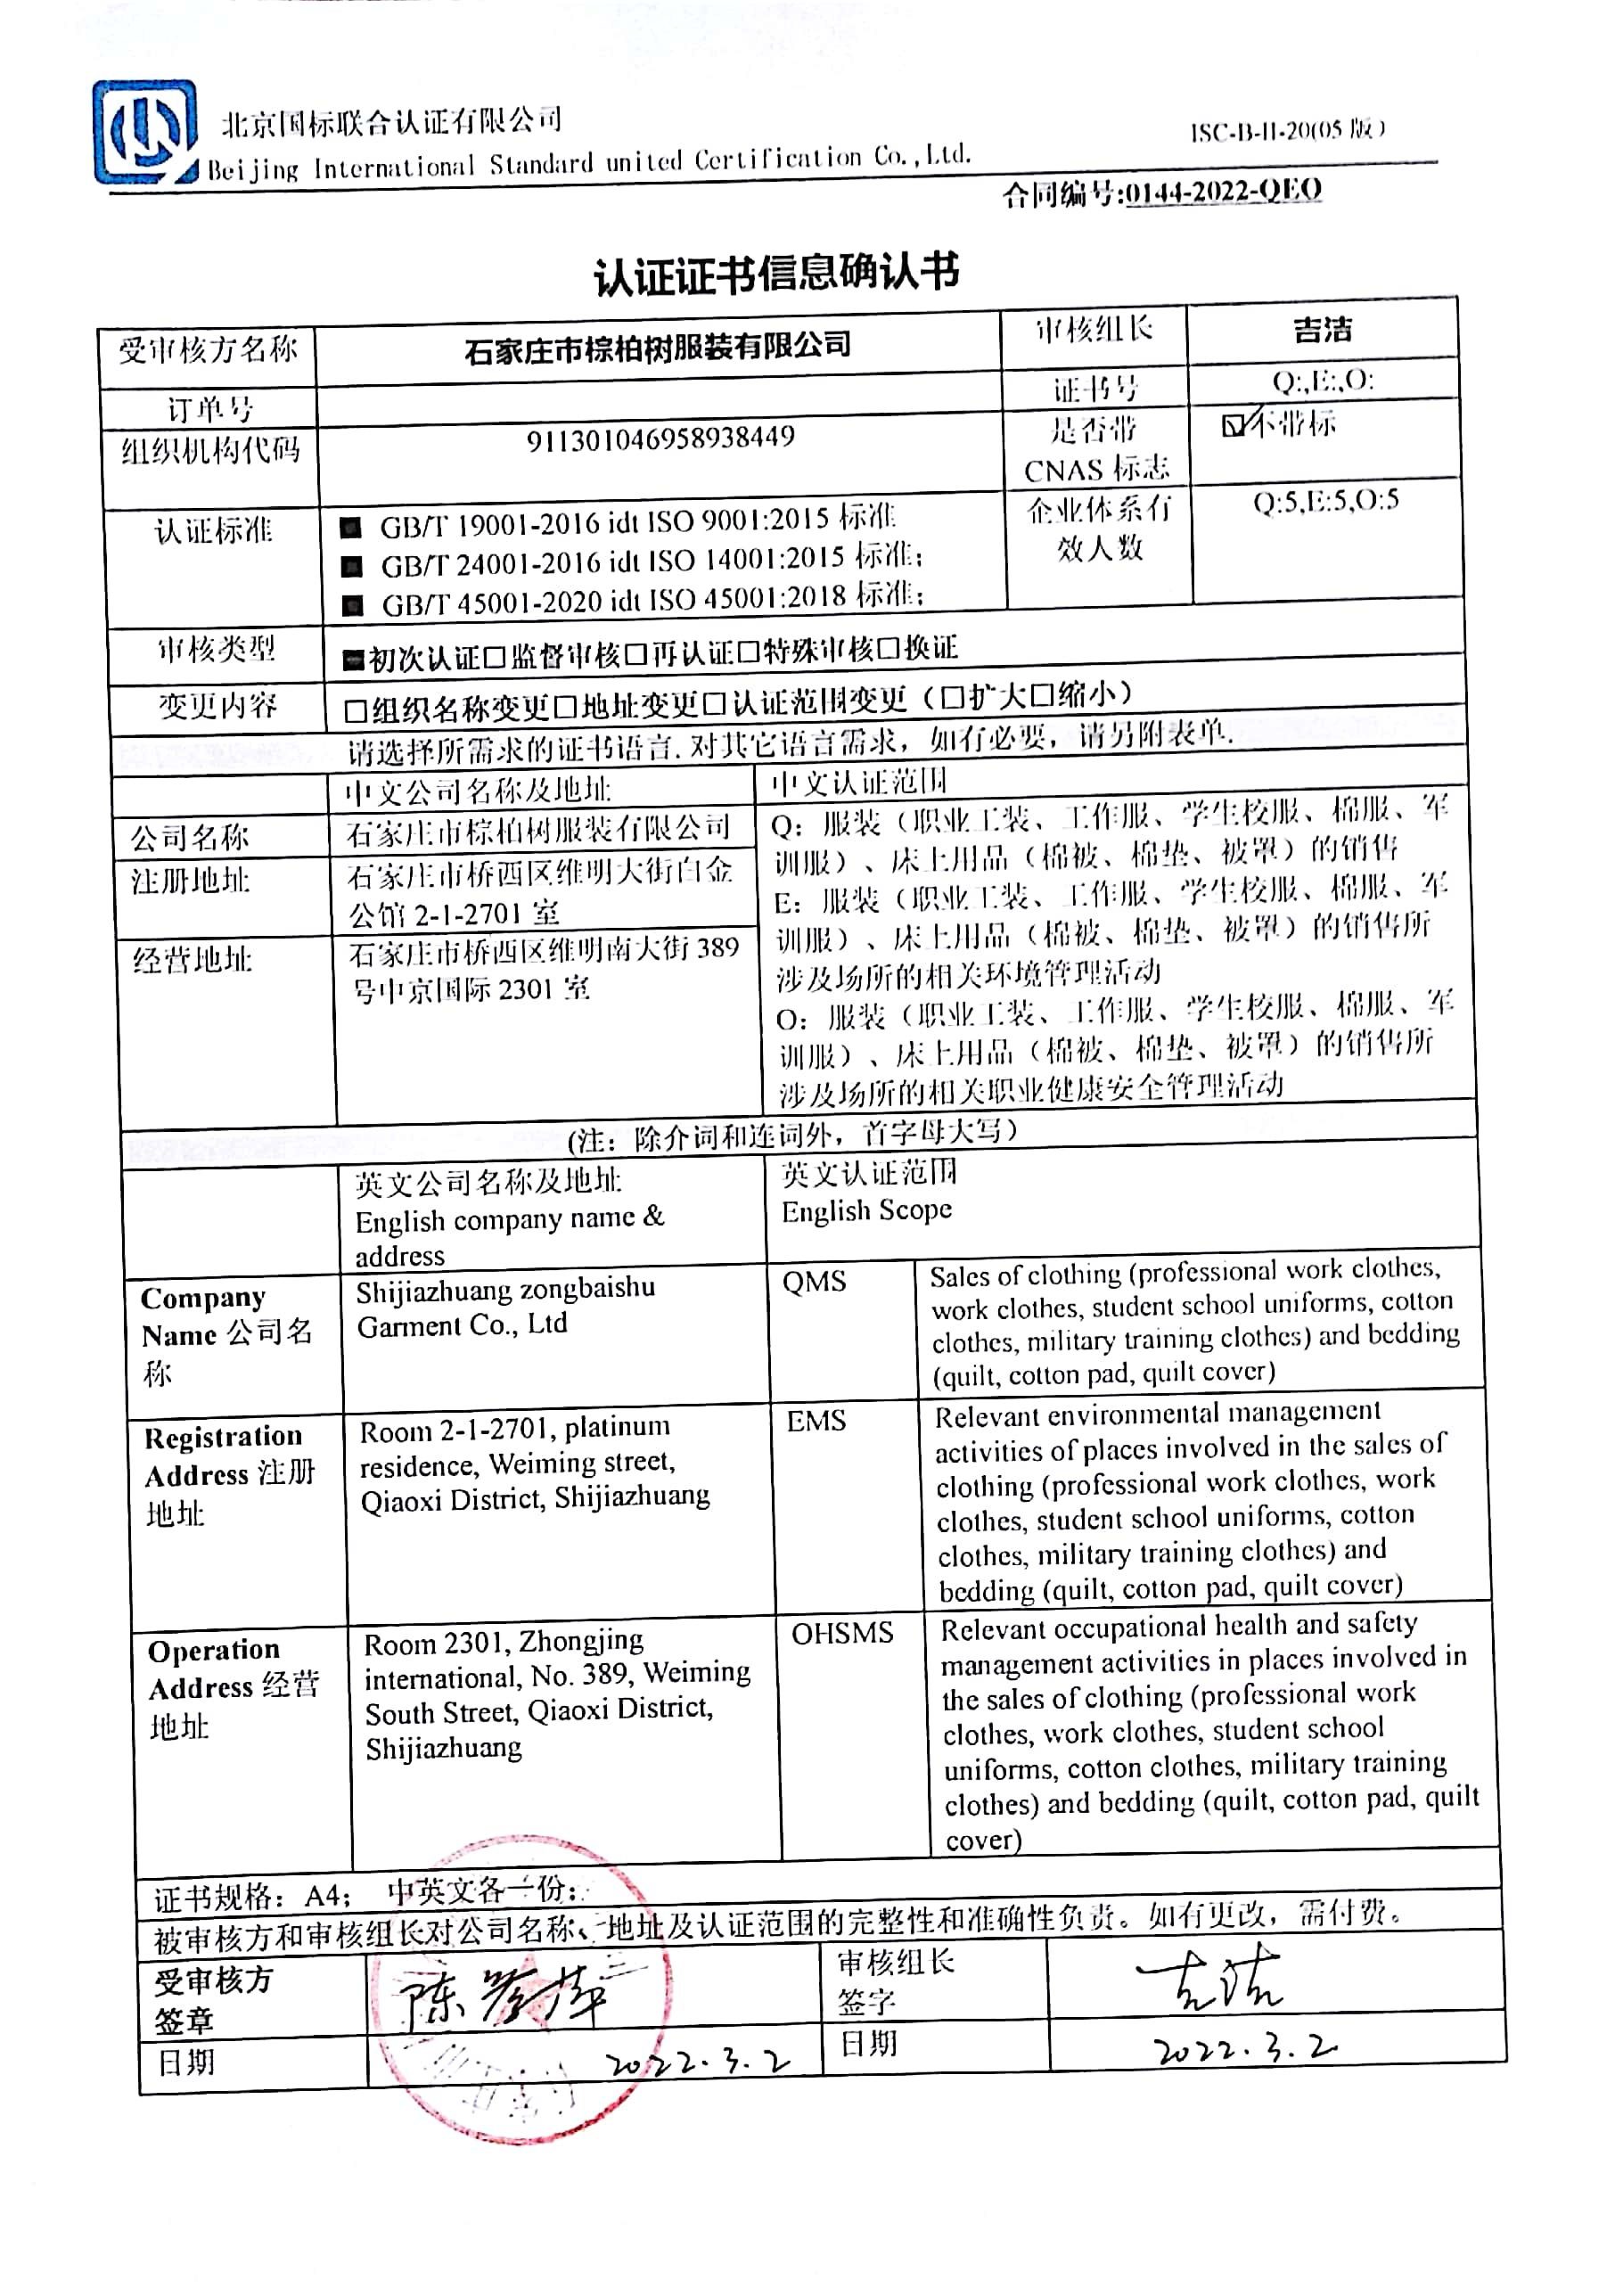 北京国标联合认证有限公司
ISC-B-II-20(05 版)
Beijing International Standard united Certification Co.,Ltd.
合同编号:0144-2022-QEO
认证证书信息确认书
受审核方名称 石家庄市棕柏树服装有限公司 审核组长 吉洁
订单号 证书号 Q:,E:,O:
组织机构代码 911301046958938449 是否带 ☑不带标
CNAS 标志
认证标准 ■ GB/T 19001-2016 idt ISO 9001:2015 标准 企业体系有 Q:5,E:5,O:5
■ GB/T 24001-2016 idt ISO 14001:2015 标准; 效人数
■ GB/T 45001-2020 idt ISO 45001:2018 标准;
审核类型 ■初次认证□监督审核□再认证□特殊审核□换证
变更内容 □组织名称变更□地址变更□认证范围变更（□扩大□缩小）
请选择所需求的证书语言.对其它语言需求，如有必要，请另附表单.
中文公司名称及地址 中文认证范围
公司名称 石家庄市棕柏树服装有限公司
注册地址 石家庄市桥西区维明大街白金
公馆 2-1-2701 室
经营地址 石家庄市桥西区维明南大街 389
号中京国际 2301 室
Q：服装（职业工装、工作服、学生校服、棉服、军
训服）、床上用品（棉被、棉垫、被罩）的销售
E：服装（职业工装、工作服、学生校服、棉服、军
训服）、床上用品（棉被、棉垫、被罩）的销售所
涉及场所的相关环境管理活动
O：服装（职业工装、工作服、学生校服、棉服、军
训服）、床上用品（棉被、棉垫、被罩）的销售所
涉及场所的相关职业健康安全管理活动
(注：除介词和连词外，首字母大写）
英文公司名称及地址 英文认证范围
English company name & English Scope
address
Company
Name 公司名
称
Shijiazhuang zongbaishu
Garment Co., Ltd
QMS
Sales of clothing (professional work clothes,
work clothes, student school uniforms, cotton
clothes, military training clothes) and bedding
(quilt, cotton pad, quilt cover)
Registration
Address 注册
地址
Room 2-1-2701, platinum
residence, Weiming street,
Qiaoxi District, Shijiazhuang
EMS
Relevant environmental management
activities of places involved in the sales of
clothing (professional work clothes, work
clothes, student school uniforms, cotton
clothes, military training clothes) and
bedding (quilt, cotton pad, quilt cover)
Operation
Address 经营
地址
Room 2301, Zhongjing
international, No. 389, Weiming
South Street, Qiaoxi District,
Shijiazhuang
OHSMS
Relevant occupational health and safety
management activities in places involved in
the sales of clothing (professional work
clothes, work clothes, student school
uniforms, cotton clothes, military training
clothes) and bedding (quilt, cotton pad, quilt
cover)
证书规格：A4； 中英文各一份；
被审核方和审核组长对公司名称、地址及认证范围的完整性和准确性负责。如有更改，需付费。
受审核方
签章
陈 萍
审核组长
签字
吉洁
日期 2022.3.2 日期 2022.3.2